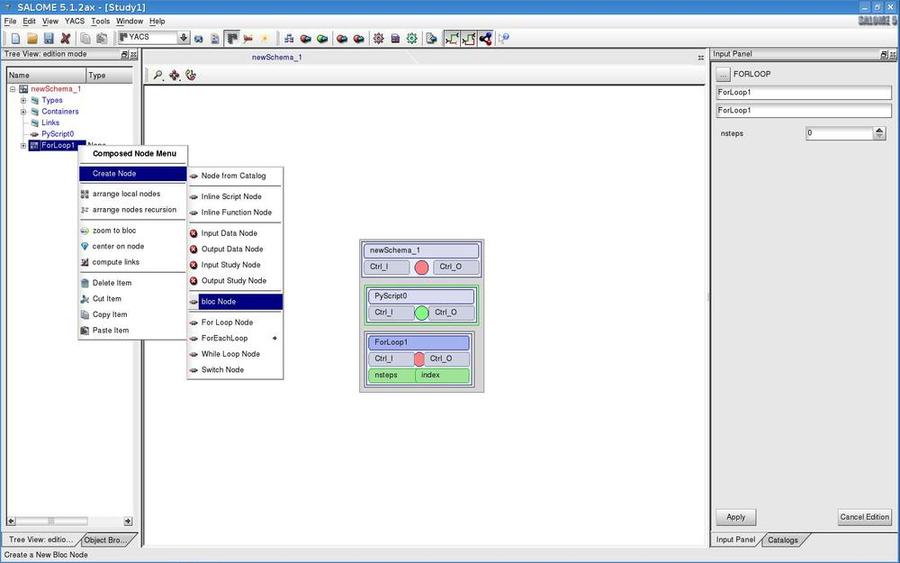 SALOME 5.1.2ax - [Study1]
File Edit View YACS Tools Window Help
SALOME 5
YACS
Tree View: edition mode
newSchema_1
Input Panel
Name Type
newSchema_1
Types
Containers
Links
PyScript0
ForLoop1 None
Composed Node Menu
Create Node
arrange local nodes
arrange nodes recursion
zoom to bloc
center on node
compute links
Delete Item
Cut Item
Copy Item
Paste Item
Node from Catalog
Inline Script Node
Inline Function Node
Input Data Node
Output Data Node
Input Study Node
Output Study Node
bloc Node
For Loop Node
ForEachLoop
While Loop Node
Switch Node
newSchema_1
Ctrl_I Ctrl_O
PyScript0
Ctrl_I Ctrl_O
ForLoop1
Ctrl_I Ctrl_O
nsteps index
... FORLOOP
ForLoop1
ForLoop1
nsteps 0
Apply Cancel Edition
Tree View: editio... Object Bro...
Input Panel Catalogs
Create a New Bloc Node